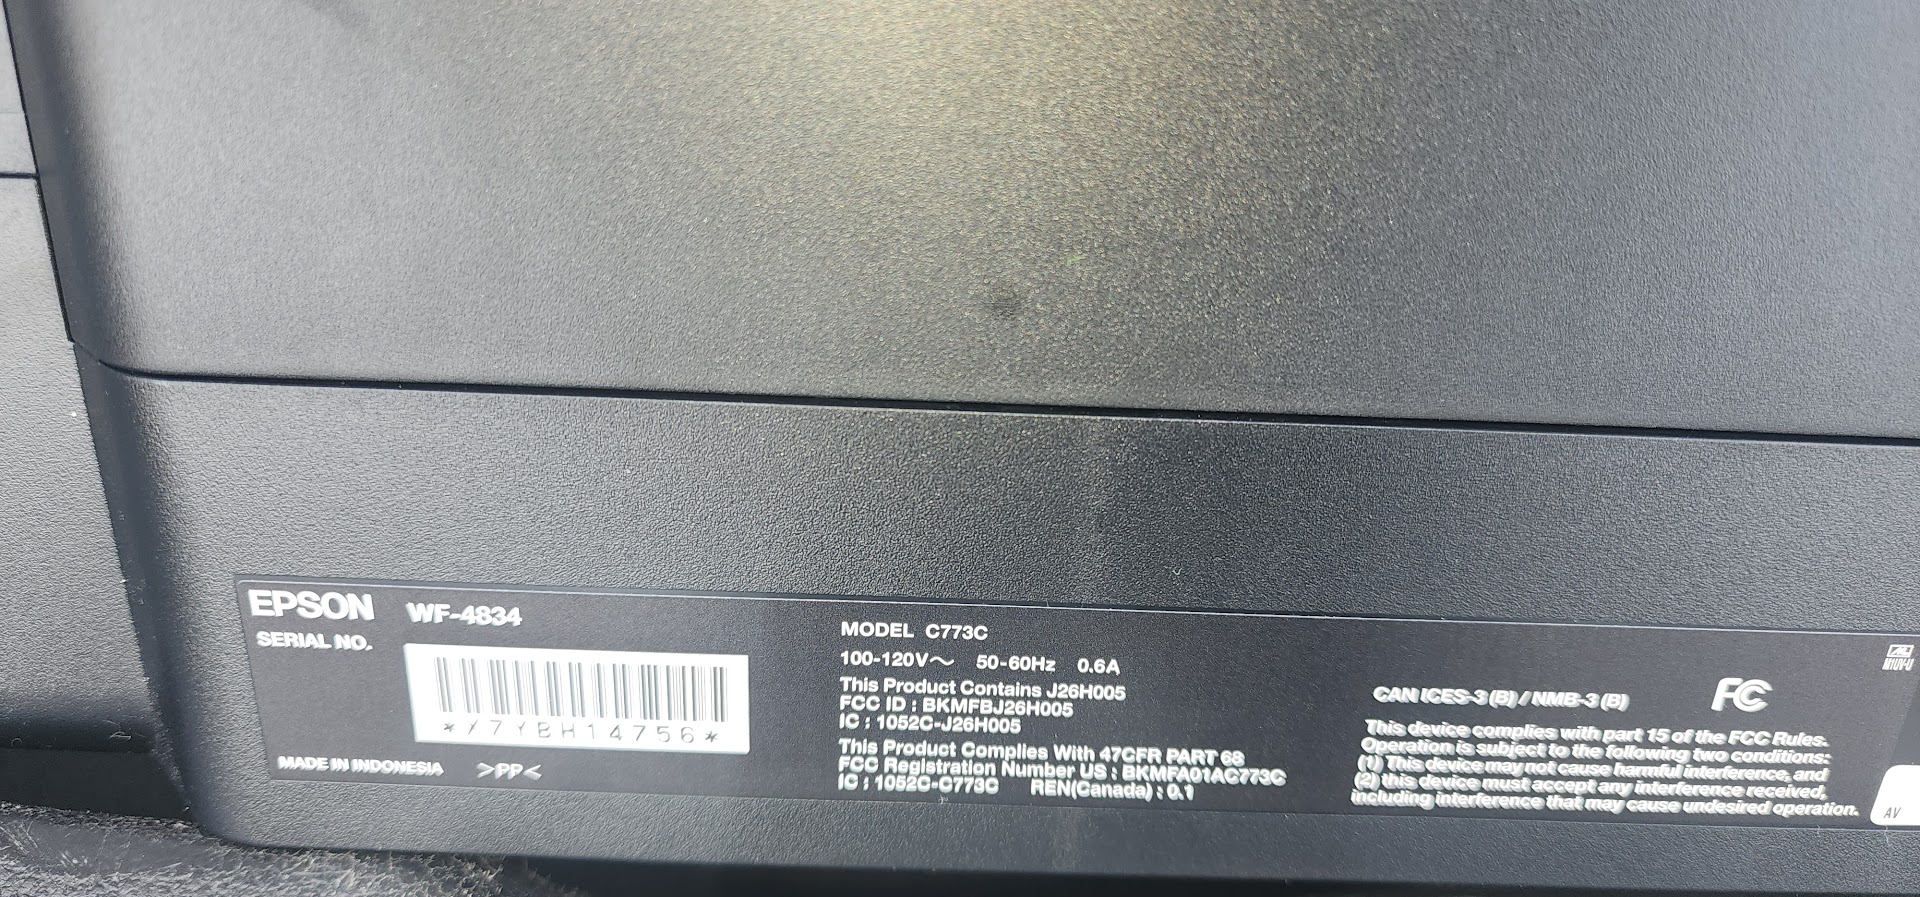 EPSON WF-4834
SERIAL NO.
*X7YBH14756*
MADE IN INDONESIA >PP<
MODEL C773C
100-120V～ 50-60Hz 0.6A
This Product Contains J26H005
FCC ID : BKMFBJ26H005
IC : 1052C-J26H005
This Product Complies With 47CFR PART 68
FCC Registration Number US : BKMFA01AC773C
IC : 1052C-C773C REN(Canada) : 0.1
CAN ICES-3 (B) / NMB-3 (B)
FC
This device complies with part 15 of the FCC Rules.
Operation is subject to the following two conditions:
(1) This device may not cause harmful interference, and
(2) this device must accept any interference received,
including interference that may cause undesired operation.
AV